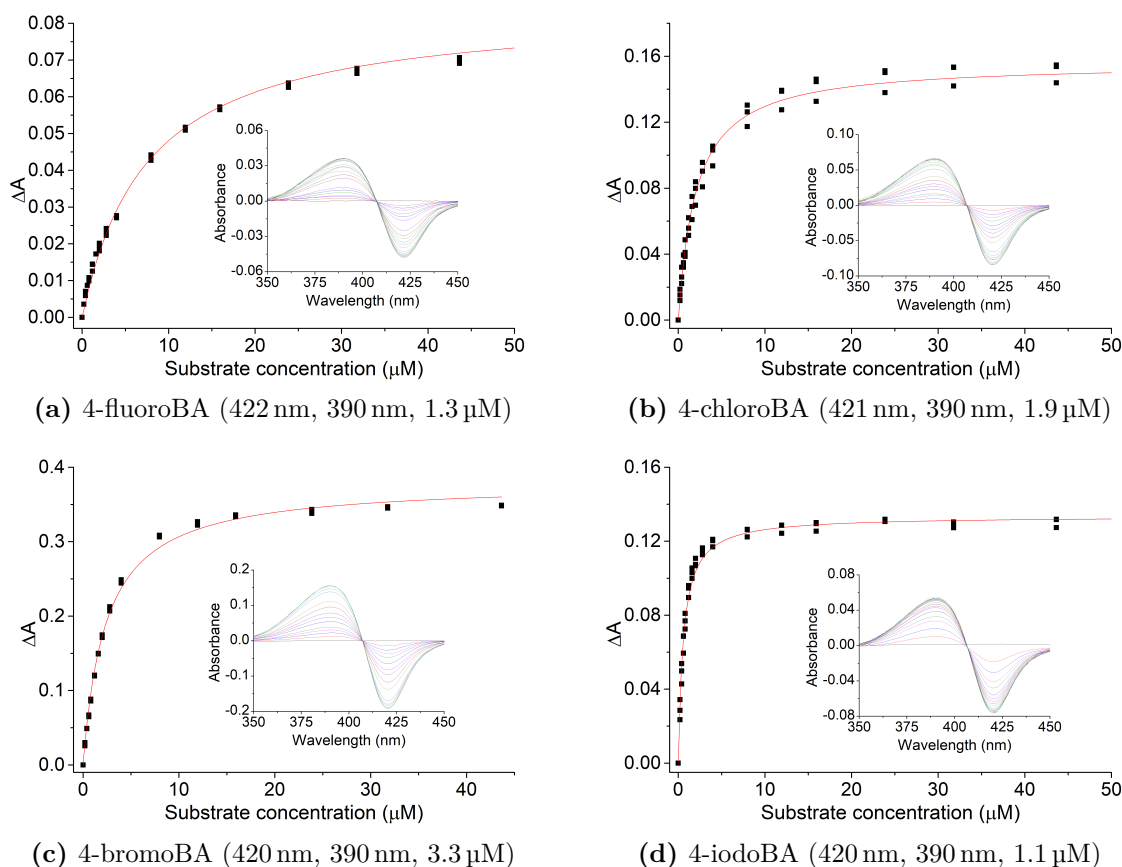 0.08
0.07
0.06
0.05
0.04
0.03
0.02
0.01
0.00
ΔA
0 10 20 30 40 50
Substrate concentration (μM)
0.06
0.03
0.00
-0.03
-0.06
Absorbance
350 375 400 425 450
Wavelength (nm)
(a) 4-fluoroBA (422 nm, 390 nm, 1.3 µM)
0.16
0.12
0.08
0.04
0.00
ΔA
0 10 20 30 40 50
Substrate concentration (μM)
0.10
0.05
0.00
-0.05
-0.10
Absorbance
350 375 400 425 450
Wavelength (nm)
(b) 4-chloroBA (421 nm, 390 nm, 1.9 µM)
0.4
0.3
0.2
0.1
0.0
ΔA
0 10 20 30 40
Substrate concentration (μM)
0.2
0.1
0.0
-0.1
-0.2
Absorbance
350 375 400 425 450
Wavelength (nm)
(c) 4-bromoBA (420 nm, 390 nm, 3.3 µM)
0.16
0.12
0.08
0.04
0.00
ΔA
0 10 20 30 40 50
Substrate concentration (μM)
0.08
0.04
0.00
-0.04
-0.08
Absorbance
350 375 400 425 450
Wavelength (nm)
(d) 4-iodoBA (420 nm, 390 nm, 1.1 µM)